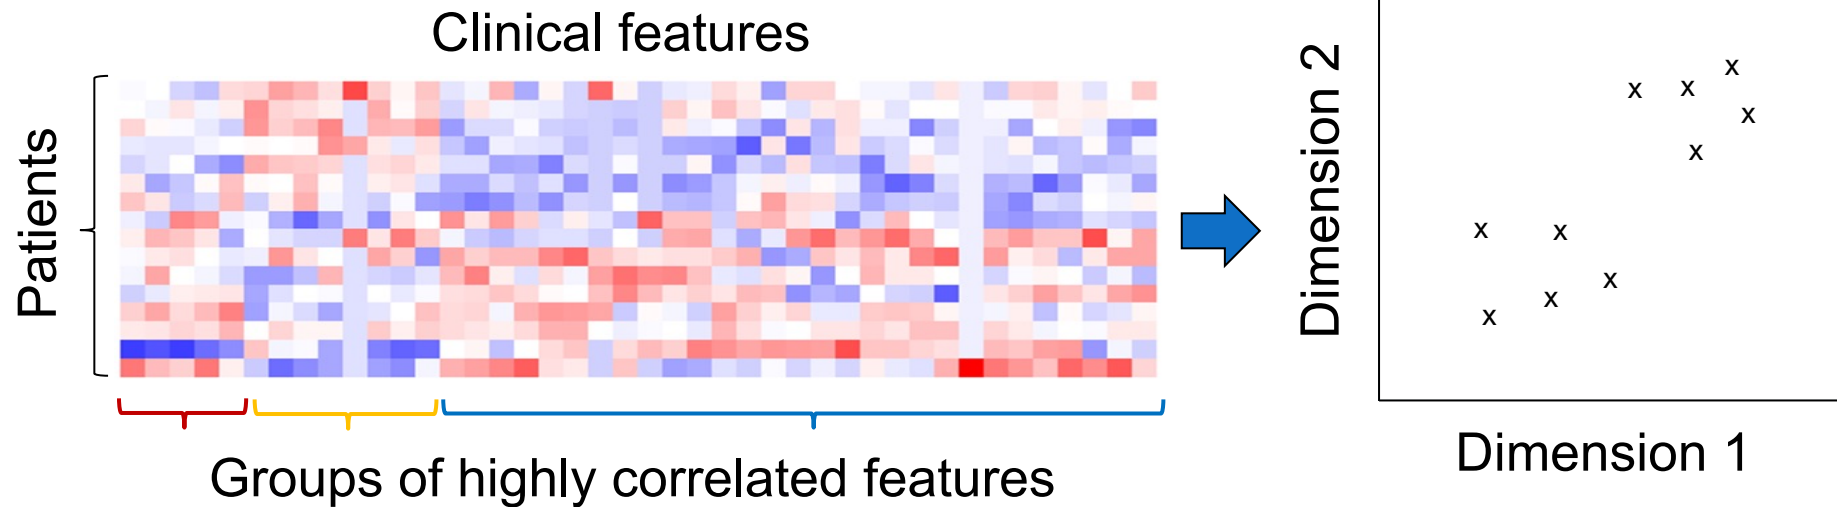 Clinical features
Patients
Groups of highly correlated features
Dimension 2
x x x
x
x
x x
x
x
x
Dimension 1